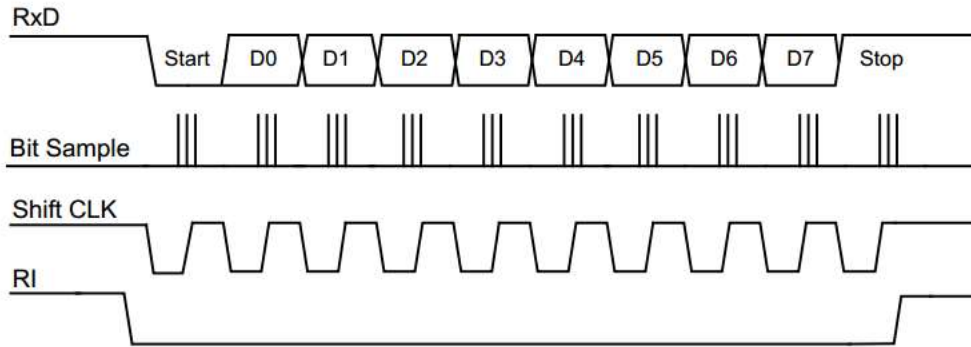 RxD
Start D0 D1 D2 D3 D4 D5 D6 D7 Stop
Bit Sample
Shift CLK
RI